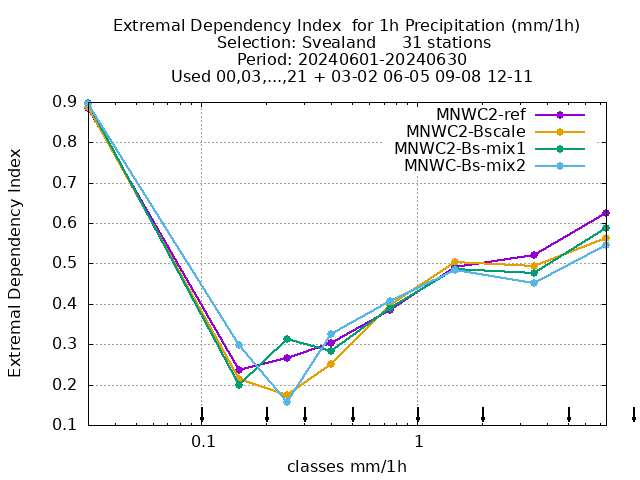 Extremal Dependency Index  for 1h Precipitation (mm/1h)
Selection: Svealand     31 stations
Period: 20240601-20240630
Used 00,03,...,21 + 03-02 06-05 09-08 12-11
MNWC2-ref
MNWC2-Bscale
MNWC2-Bs-mix1
MNWC-Bs-mix2
Extremal Dependency Index
0.9
0.8
0.7
0.6
0.5
0.4
0.3
0.2
0.1
0.1 1
classes mm/1h